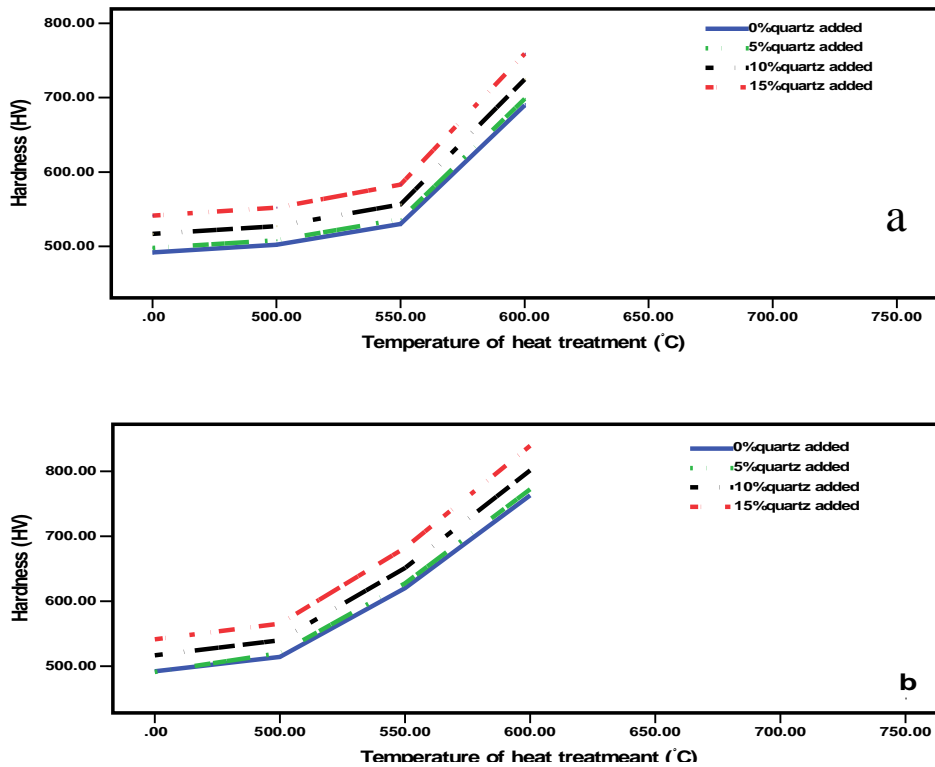 800.00
700.00
600.00
500.00
Hardness (HV)
0%quartz added
5%quartz added
10%quartz added
15%quartz added
a
.00 500.00 550.00 600.00 650.00 700.00 750.00
Temperature of heat treatment (°C)
800.00
700.00
600.00
500.00
Hardness (HV)
0%quartz added
5%quartz added
10%quartz added
15%quartz added
b
.00 500.00 550.00 600.00 650.00 700.00 750.00
Temperature of heat treatmeant (°C)